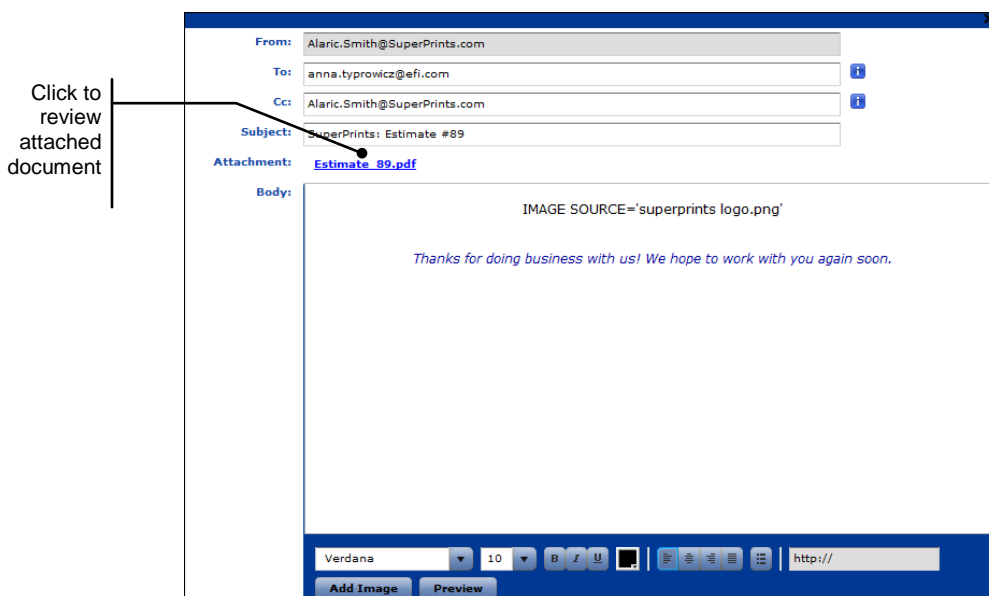 From: Alaric.Smith@SuperPrints.com
To: anna.typrowicz@efi.com
Cc: Alaric.Smith@SuperPrints.com
Subject: SuperPrints: Estimate #89
Attachment: Estimate_89.pdf
Click to
review
attached
document
Body:
IMAGE SOURCE='superprints logo.png'
Thanks for doing business with us! We hope to work with you again soon.
Verdana 10 B I U http://
Add Image Preview